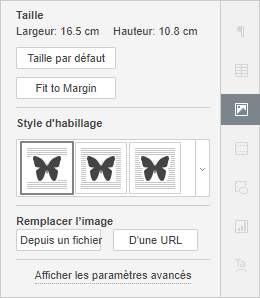 Taille
Largeur: 16.5 cm Hauteur: 10.8 cm
Taille par défaut
Fit to Margin
Style d'habillage
Remplacer l’image
Depuis un fichier D'une URL
Afficher les paramètres avancés